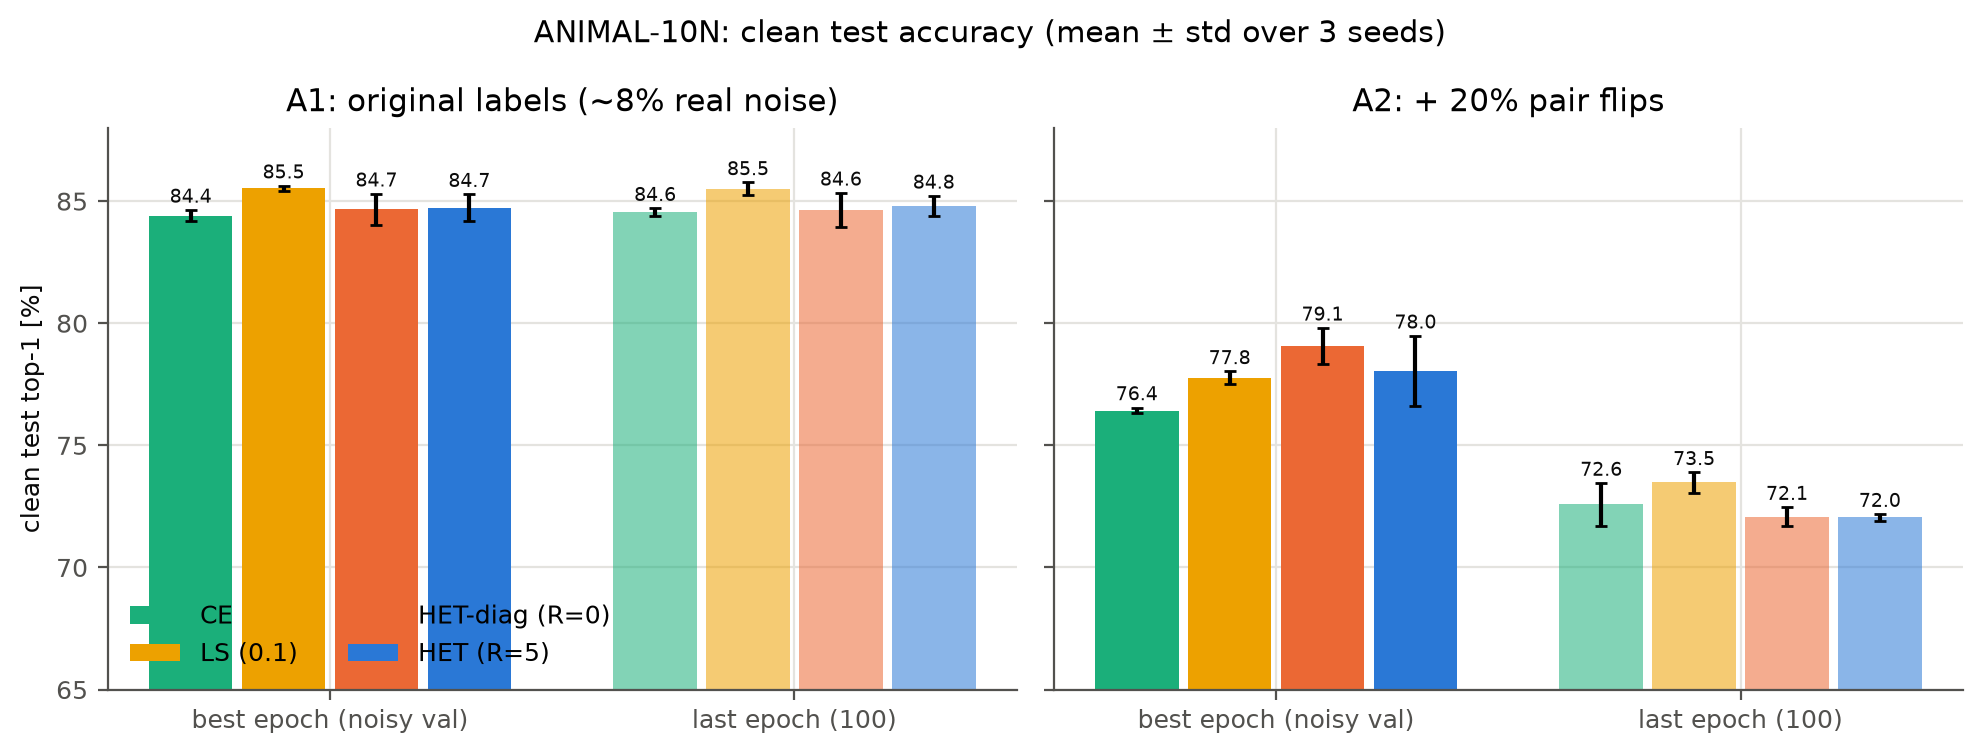 ANIMAL-10N: clean test accuracy (mean ± std over 3 seeds)
A1: original labels (~8% real noise)
clean test top-1 [%]
85
80
75
70
65
84.4
85.5
84.7
84.7
84.6
85.5
84.6
84.8
CE
HET-diag (R=0)
LS (0.1)
HET (R=5)
best epoch (noisy val)
last epoch (100)
A2: + 20% pair flips
76.4
77.8
79.1
78.0
72.6
73.5
72.1
72.0
best epoch (noisy val)
last epoch (100)